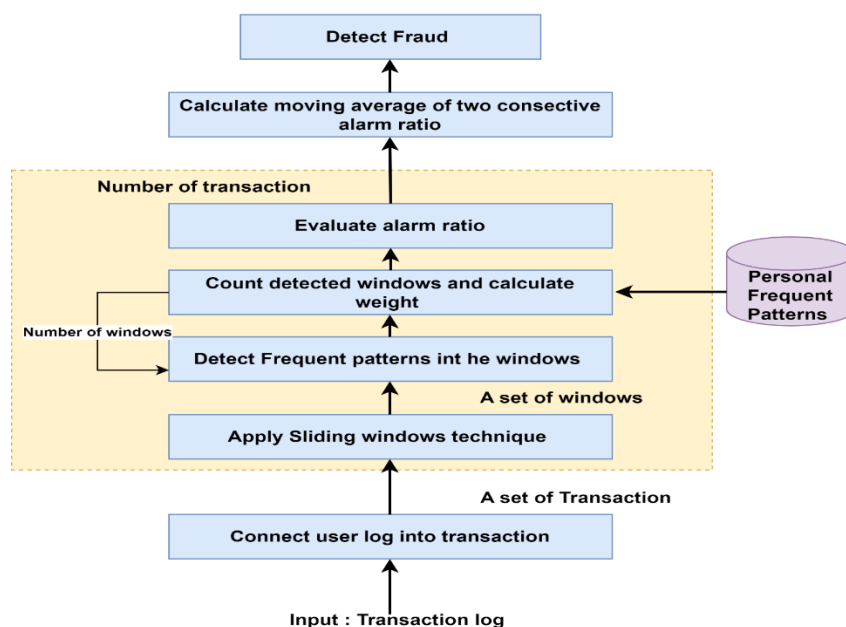 Detect Fraud
Calculate moving average of two consective
alarm ratio
Number of transaction
Evaluate alarm ratio
Count detected windows and calculate
weight
Personal
Frequent
Patterns
Number of windows
Detect Frequent patterns int he windows
A set of windows
Apply Sliding windows technique
A set of Transaction
Connect user log into transaction
Input : Transaction log